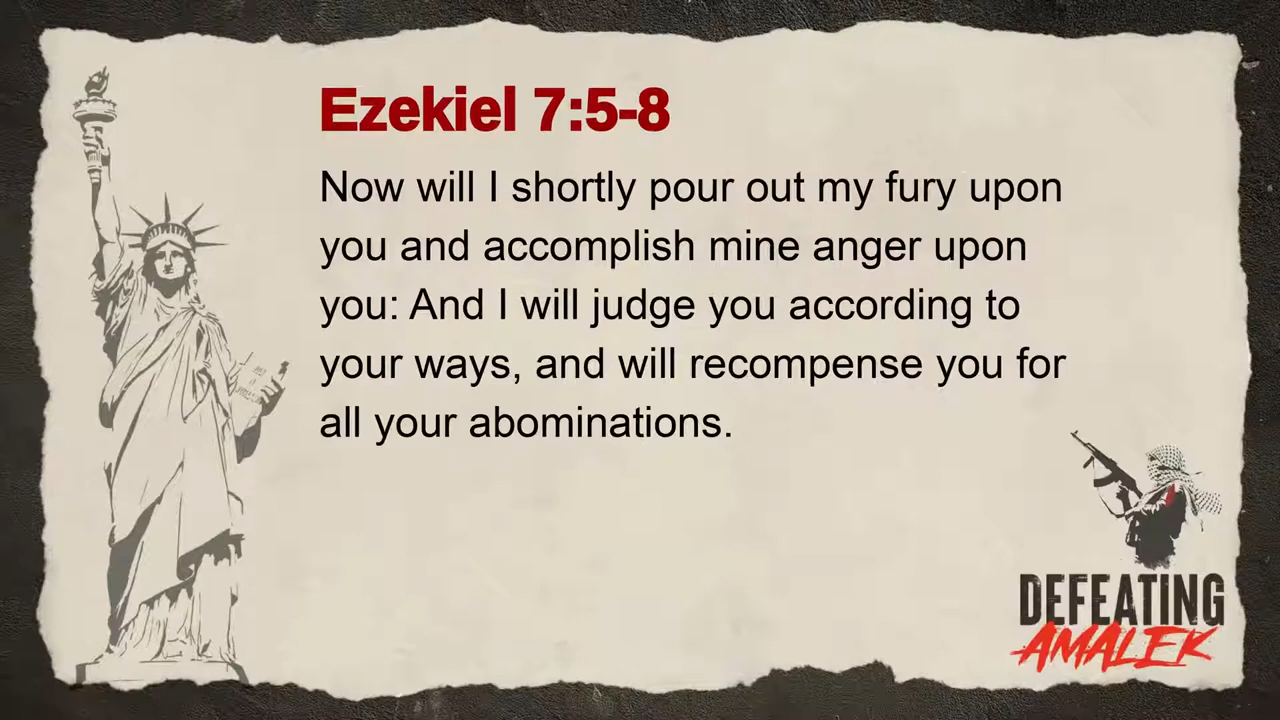 Ezekiel 7:5-8
Now will I shortly pour out my fury upon
you and accomplish mine anger upon
you: And I will judge you according to
your ways, and will recompense you for
all your abominations.
DEFEATING
AMALEK